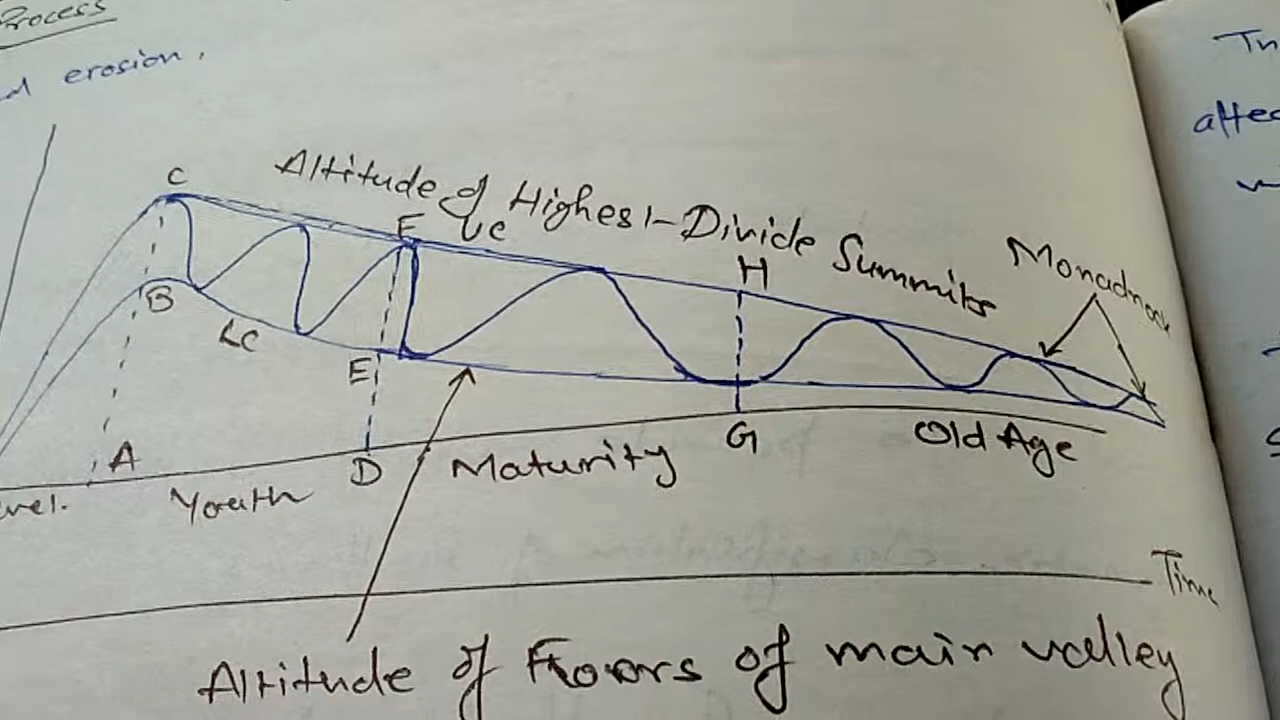 Process
erosion.
Altitude of Highest Divide Summits
C
F
UC
B
LC
H
Monadnock
E
A
D
G
Youth
Maturity
Old Age
Time
Altitude of Floors of main valley